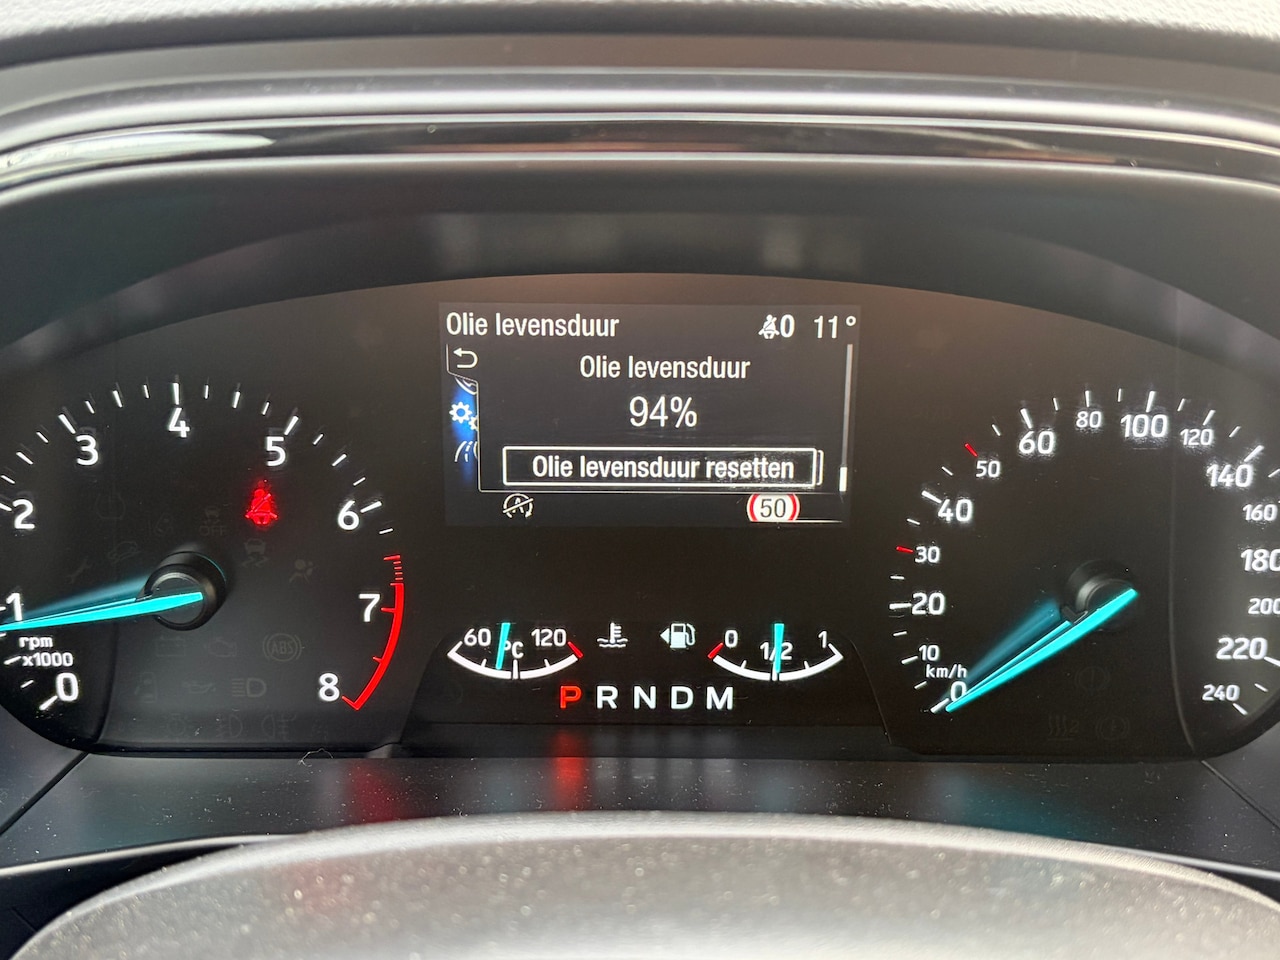 Olie levensduur 0 11°
Olie levensduur
94%
Olie levensduur resetten
50
0 1 2 3 4 5 6 7 8
rpm
x1000
OFF
ABS
60 °C 120
0 1/2 1
P R N D M
0 10 20 30 40 50 60 80 100 120 140 160 180 200 220 240
km/h